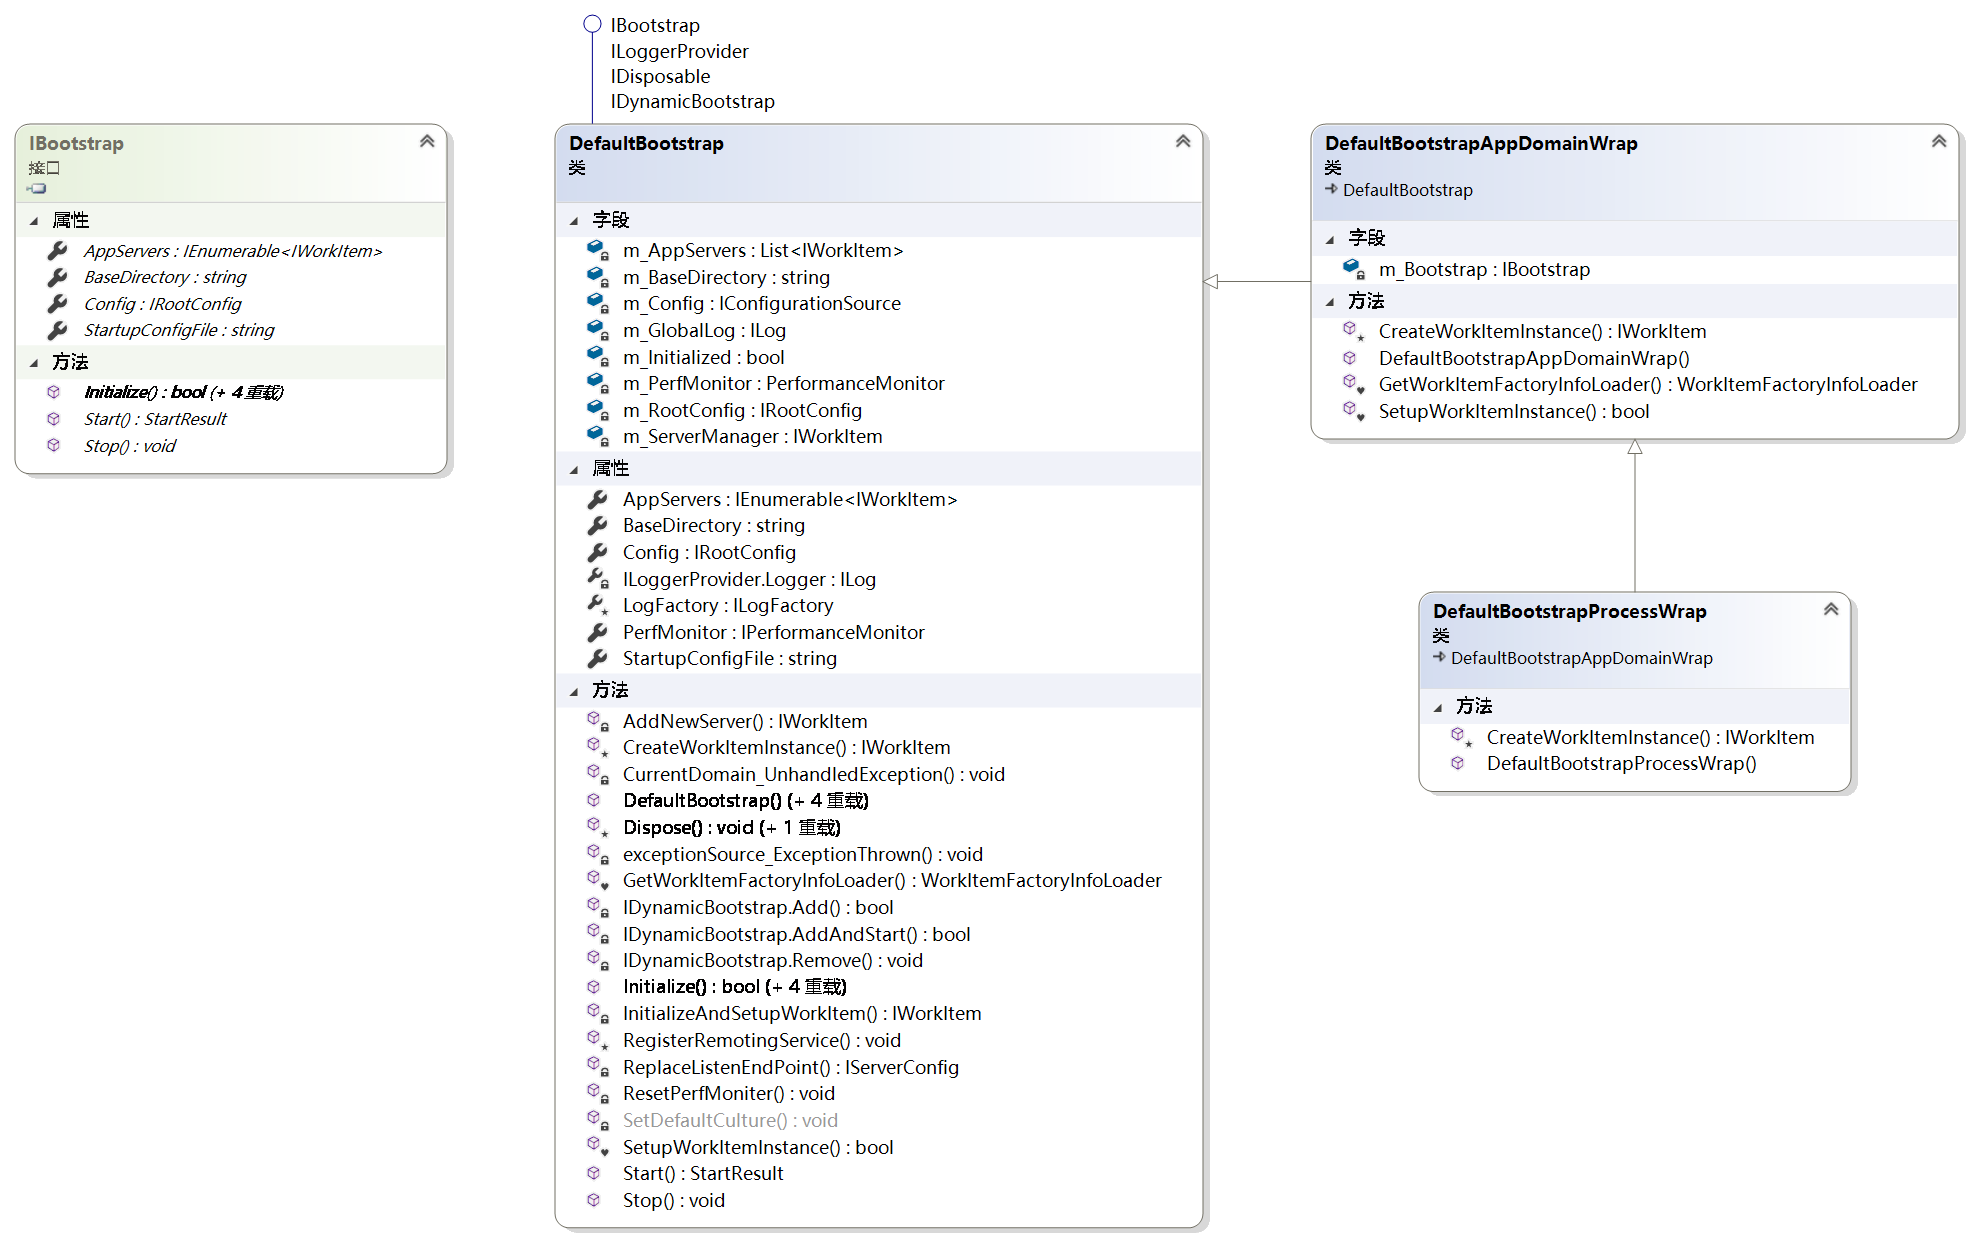 IBootstrap
ILoggerProvider
IDisposable
IDynamicBootstrap
IBootstrap
接口
属性
AppServers : IEnumerable<IWorkItem>
BaseDirectory : string
Config : IRootConfig
StartupConfigFile : string
方法
Initialize() : bool (+ 4 重载)
Start() : StartResult
Stop() : void
DefaultBootstrap
类
字段
m_AppServers : List<IWorkItem>
m_BaseDirectory : string
m_Config : IConfigurationSource
m_GlobalLog : ILog
m_Initialized : bool
m_PerfMonitor : PerformanceMonitor
m_RootConfig : IRootConfig
m_ServerManager : IWorkItem
属性
AppServers : IEnumerable<IWorkItem>
BaseDirectory : string
Config : IRootConfig
ILoggerProvider.Logger : ILog
LogFactory : ILogFactory
PerfMonitor : IPerformanceMonitor
StartupConfigFile : string
方法
AddNewServer() : IWorkItem
CreateWorkItemInstance() : IWorkItem
CurrentDomain_UnhandledException() : void
DefaultBootstrap() (+ 4 重载)
Dispose() : void (+ 1 重载)
exceptionSource_ExceptionThrown() : void
GetWorkItemFactoryInfoLoader() : WorkItemFactoryInfoLoader
IDynamicBootstrap.Add() : bool
IDynamicBootstrap.AddAndStart() : bool
IDynamicBootstrap.Remove() : void
Initialize() : bool (+ 4 重载)
InitializeAndSetupWorkItem() : IWorkItem
RegisterRemotingService() : void
ReplaceListenEndPoint() : IServerConfig
ResetPerfMoniter() : void
SetDefaultCulture() : void
SetupWorkItemInstance() : bool
Start() : StartResult
Stop() : void
DefaultBootstrapAppDomainWrap
类
DefaultBootstrap
字段
m_Bootstrap : IBootstrap
方法
CreateWorkItemInstance() : IWorkItem
DefaultBootstrapAppDomainWrap()
GetWorkItemFactoryInfoLoader() : WorkItemFactoryInfoLoader
SetupWorkItemInstance() : bool
DefaultBootstrapProcessWrap
类
DefaultBootstrapAppDomainWrap
方法
CreateWorkItemInstance() : IWorkItem
DefaultBootstrapProcessWrap()